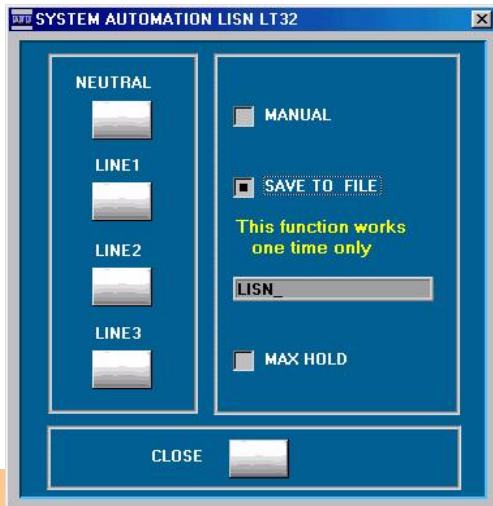 SYSTEM AUTOMATION LISN LT32
NEUTRAL
LINE1
LINE2
LINE3
MANUAL
SAVE TO FILE
This function works
one time only
LISN_
MAX HOLD
CLOSE